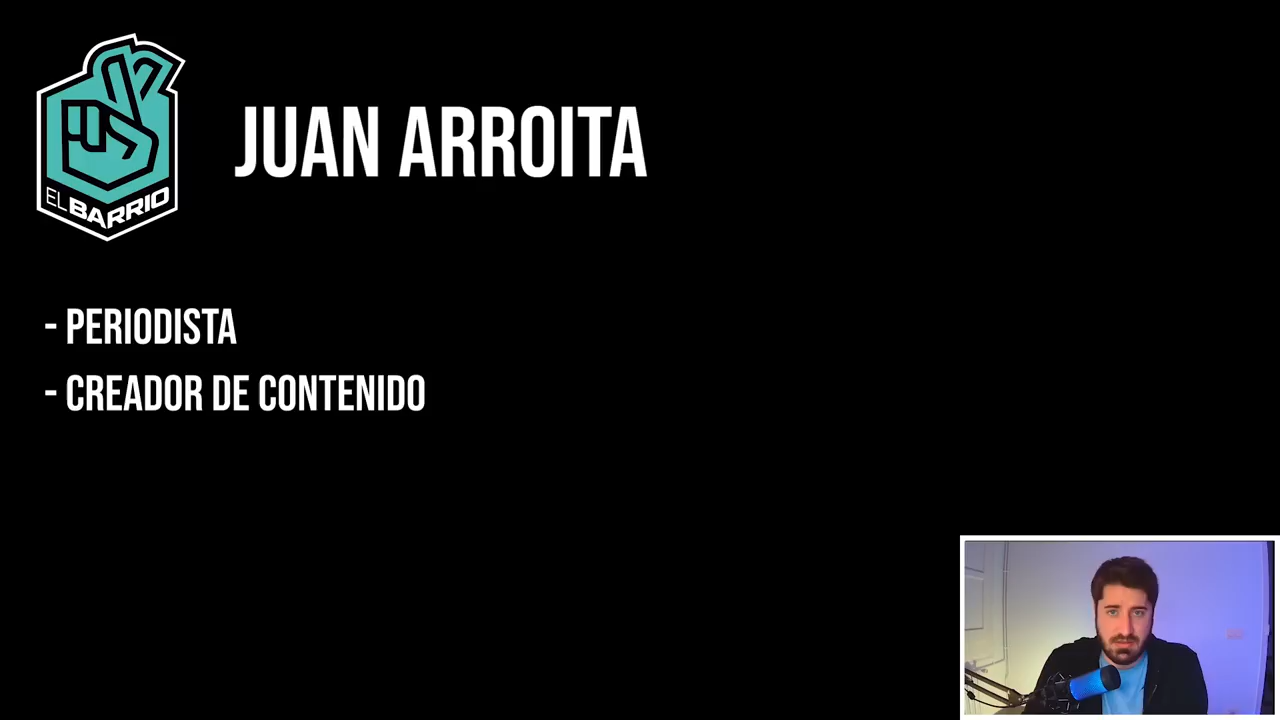 EL BARRIO
JUAN ARROITA
- PERIODISTA
- CREADOR DE CONTENIDO